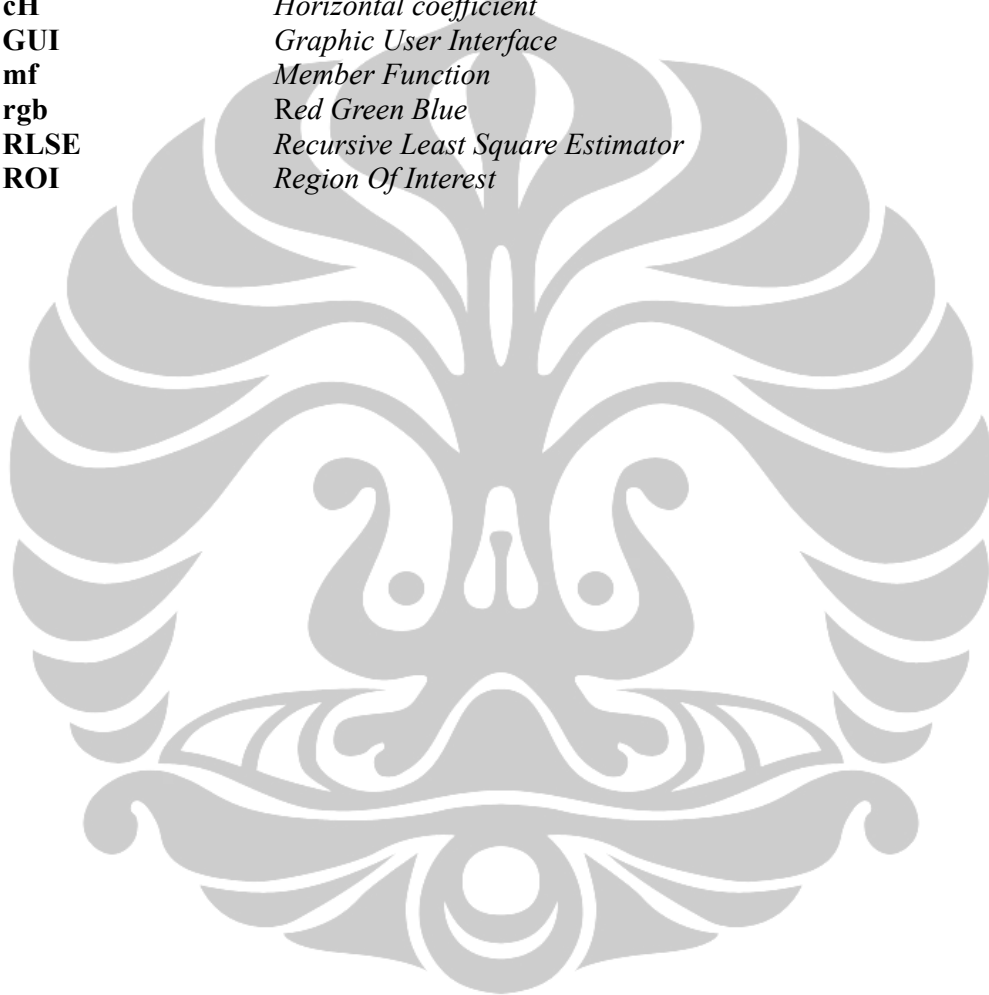 cH Horizontal coefficient
GUI Graphic User Interface
mf Member Function
rgb Red Green Blue
RLSE Recursive Least Square Estimator
ROI Region Of Interest